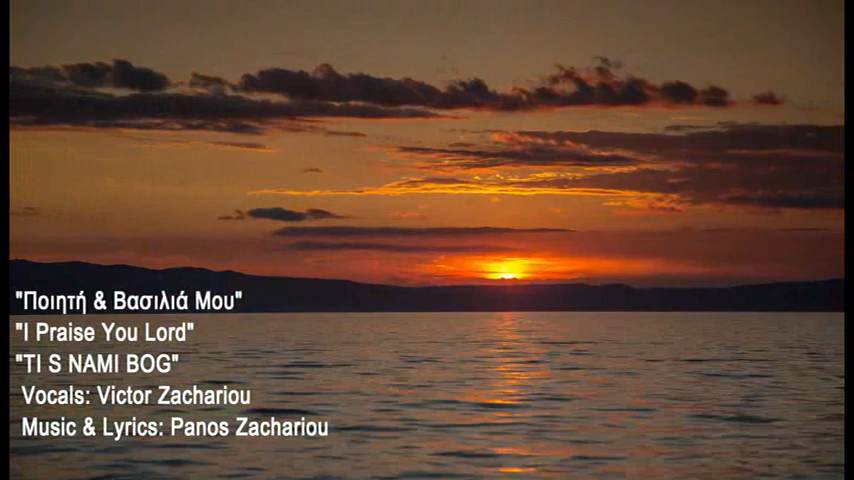 "Ποιητή & Βασιλιά Μου"
"I Praise You Lord"
"TI S NAMI BOG"
Vocals: Victor Zachariou
Music & Lyrics: Panos Zachariou